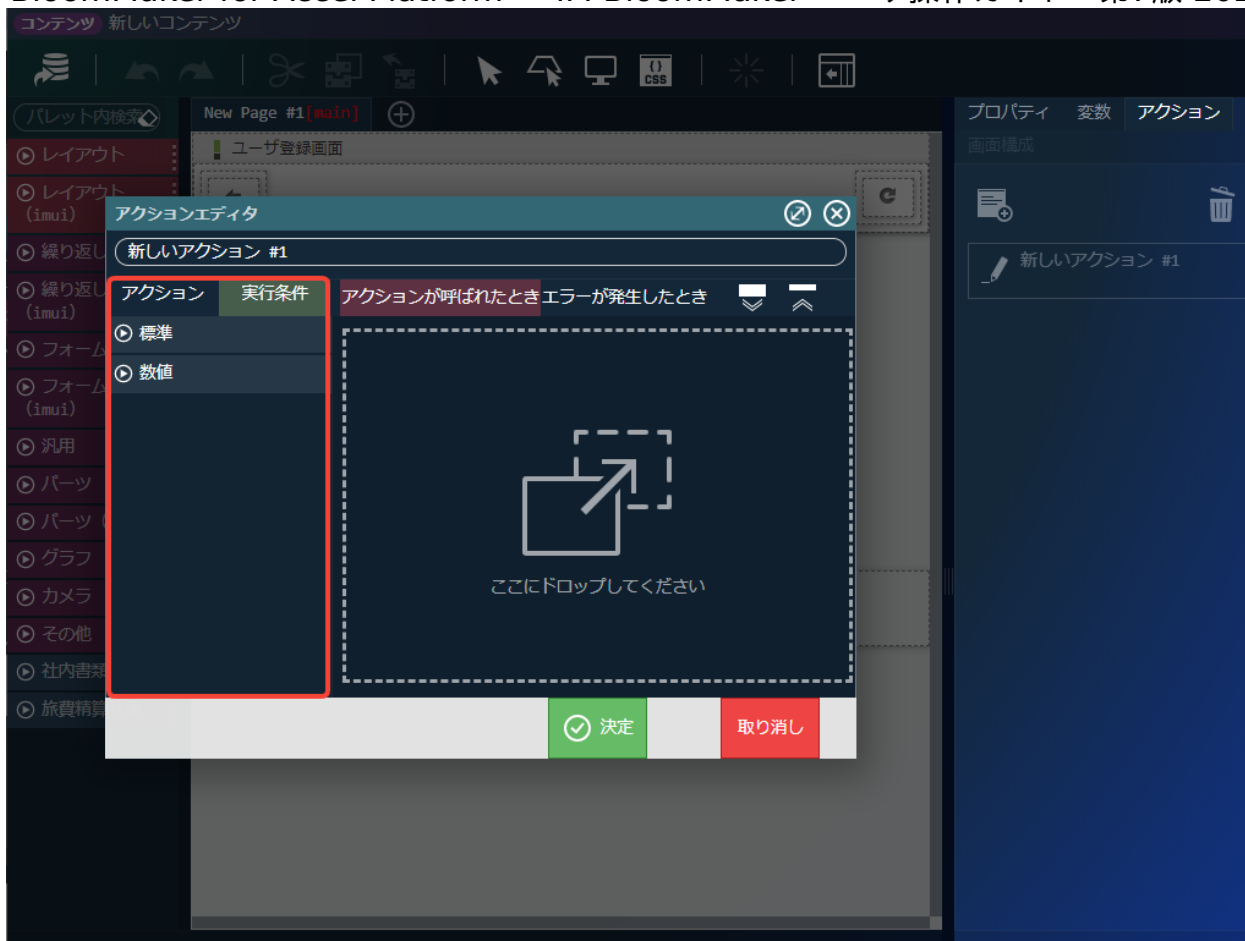 コンテンツ 新しいコンテンツ
{} CSS
パレット内検索
New Page #1[main]
プロパティ 変数 アクション
画面構成
レイアウト
ユーザ登録画面
レイアウト
(imui)
アクションエディタ
新しいアクション #1
新しいアクション #1
繰り返し
繰り返し
(imui)
アクション 実行条件 アクションが呼ばれたとき エラーが発生したとき
標準
数値
フォーム
フォーム
(imui)
汎用
パーツ
パーツ (
グラフ
カメラ
その他
社内書類
旅費精算
ここにドロップしてください
決定 取り消し